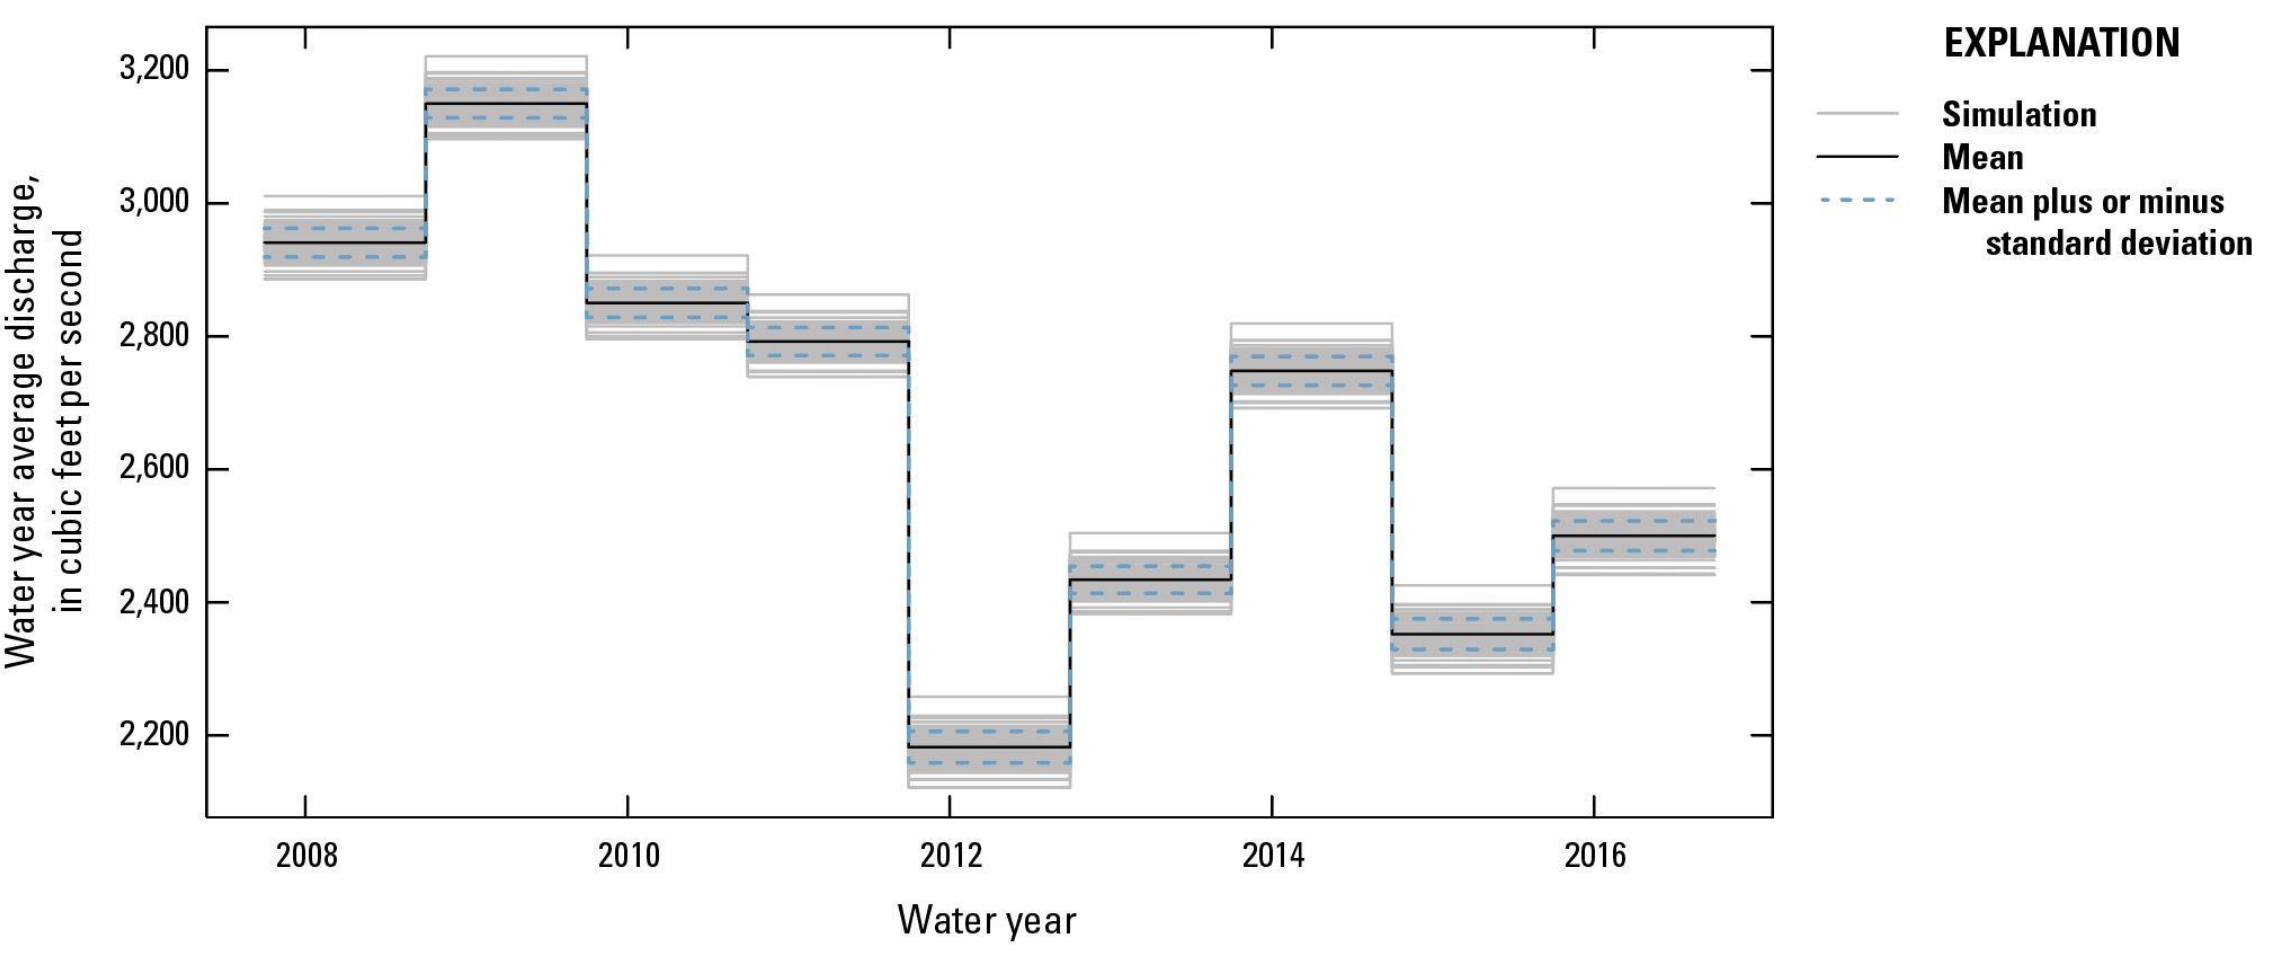 Water year average discharge,
in cubic feet per second
3,200
3,000
2,800
2,600
2,400
2,200
2008
2010
2012
2014
2016
Water year
EXPLANATION
Simulation
Mean
Mean plus or minus
standard deviation